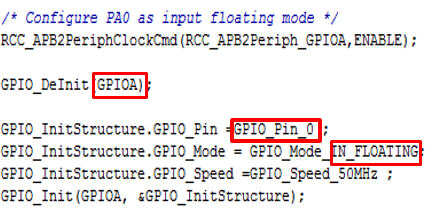 /* Configure PA0 as input floating mode */
RCC_APB2PeriphClockCmd(RCC_APB2Periph_GPIOA,ENABLE);
GPIO_DeInit(GPIOA);
GPIO_InitStructure.GPIO_Pin =GPIO_Pin_0 ;
GPIO_InitStructure.GPIO_Mode = GPIO_Mode_IN_FLOATING;
GPIO_InitStructure.GPIO_Speed =GPIO_Speed_50MHz ;
GPIO_Init(GPIOA, &GPIO_InitStructure);